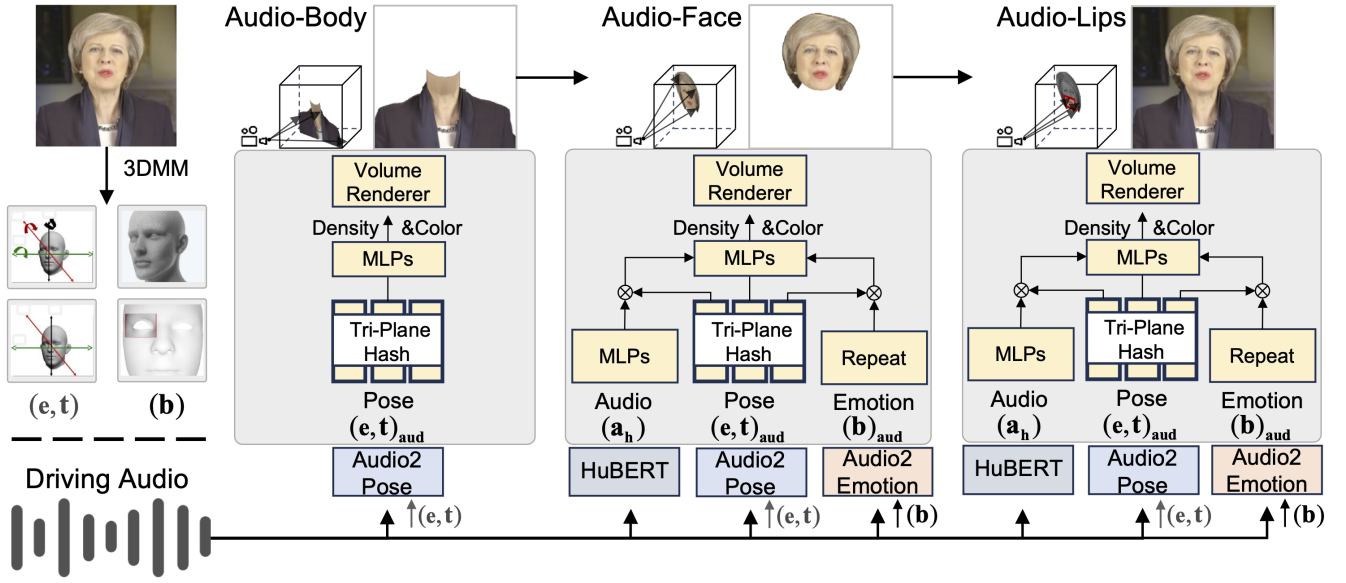 3DMM
(e, t)
(b)
Driving Audio
Audio-Body
Volume
Renderer
Density &Color
MLPs
Tri-Plane
Hash
Pose
(e, t)aud
Audio2
Pose
(e, t)
Audio-Face
Volume
Renderer
Density &Color
MLPs
MLPs
Tri-Plane
Hash
Repeat
Audio
(ah)
Pose
(e, t)aud
Emotion
(b)aud
HuBERT
Audio2
Pose
Audio2
Emotion
(e, t)
(b)
Audio-Lips
Volume
Renderer
Density &Color
MLPs
MLPs
Tri-Plane
Hash
Repeat
Audio
(ah)
Pose
(e, t)aud
Emotion
(b)aud
HuBERT
Audio2
Pose
Audio2
Emotion
(e, t)
(b)